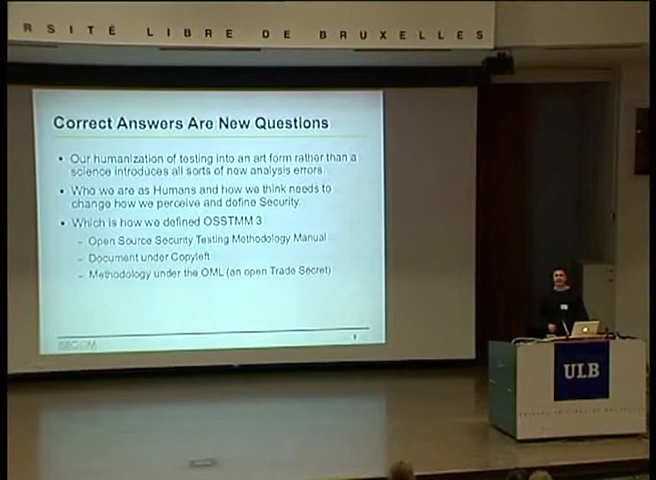 RSITÉ LIBRE DE BRUXELLES
Correct Answers Are New Questions
• Our humanization of testing into an art form rather than a
science introduces all sorts of new analysis errors.
• Who we are as Humans and how we think needs to
change how we perceive and define Security.
• Which is how we defined OSSTMM 3
– Open Source Security Testing Methodology Manual
– Document under Copyleft
– Methodology under the OML (an open Trade Secret)
ISECOM
ULB